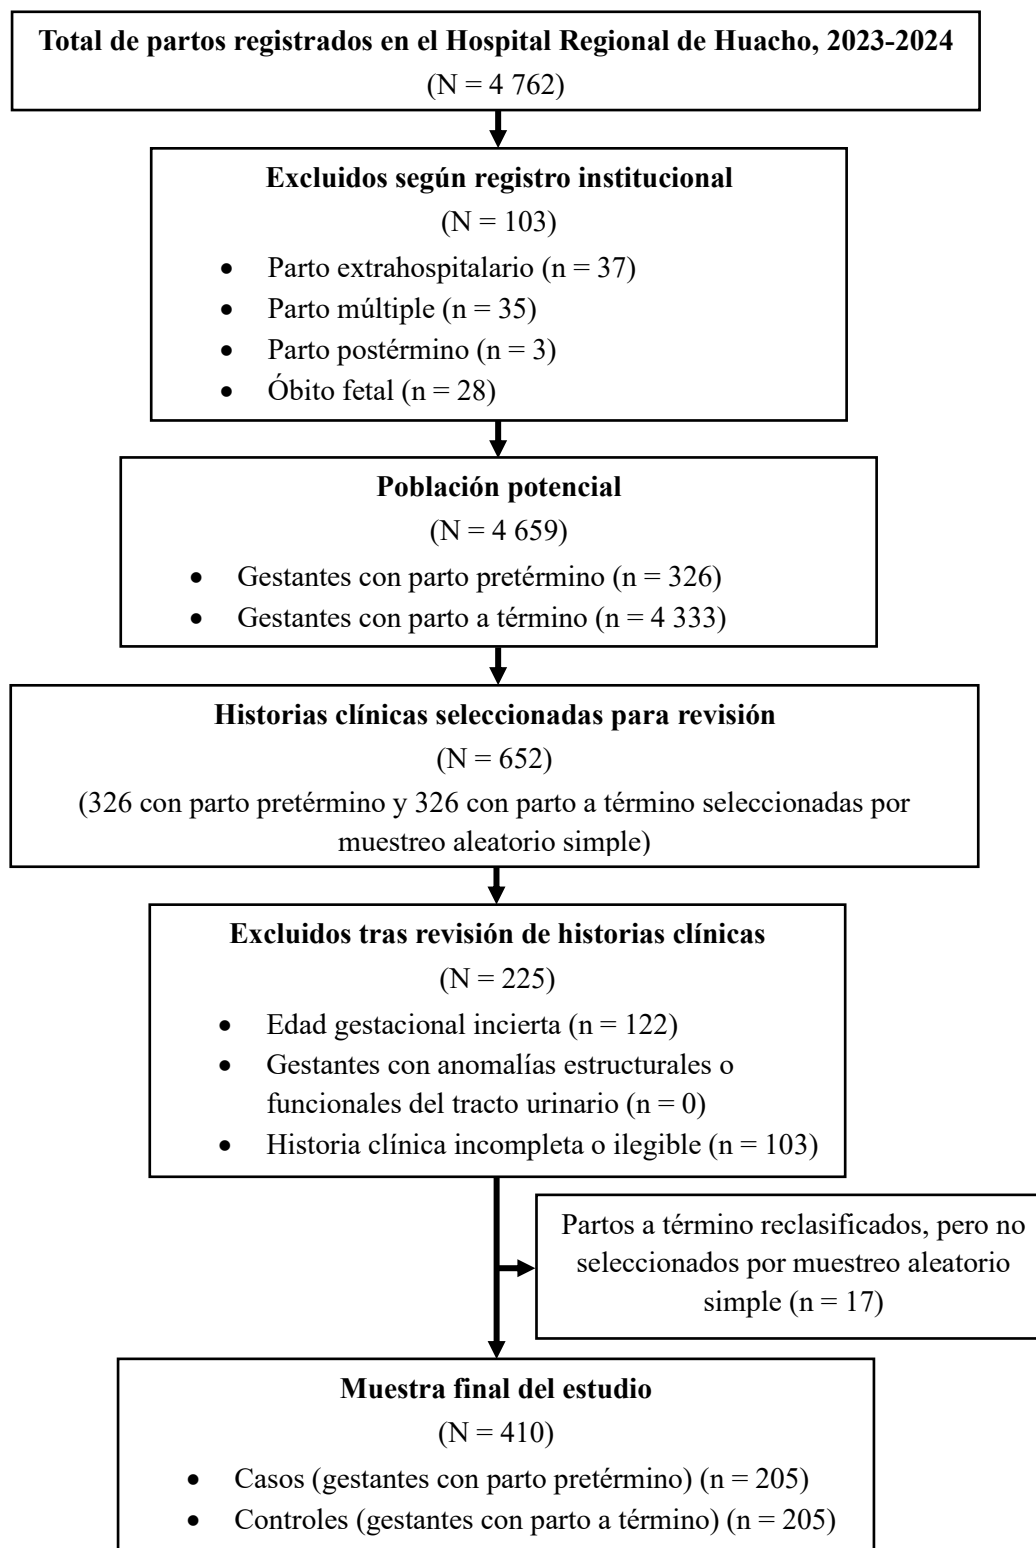 Total de partos registrados en el Hospital Regional de Huacho, 2023-2024
(N = 4 762)
Excluidos según registro institucional
(N = 103)
• Parto extrahospitalario (n = 37)
• Parto múltiple (n = 35)
• Parto postérmino (n = 3)
• Óbito fetal (n = 28)
Población potencial
(N = 4 659)
• Gestantes con parto pretérmino (n = 326)
• Gestantes con parto a término (n = 4 333)
Historias clínicas seleccionadas para revisión
(N = 652)
(326 con parto pretérmino y 326 con parto a término seleccionadas por
muestreo aleatorio simple)
Excluidos tras revisión de historias clínicas
(N = 225)
• Edad gestacional incierta (n = 122)
• Gestantes con anomalías estructurales o
funcionales del tracto urinario (n = 0)
• Historia clínica incompleta o ilegible (n = 103)
Partos a término reclasificados, pero no
seleccionados por muestreo aleatorio
simple (n = 17)
Muestra final del estudio
(N = 410)
• Casos (gestantes con parto pretérmino) (n = 205)
• Controles (gestantes con parto a término) (n = 205)